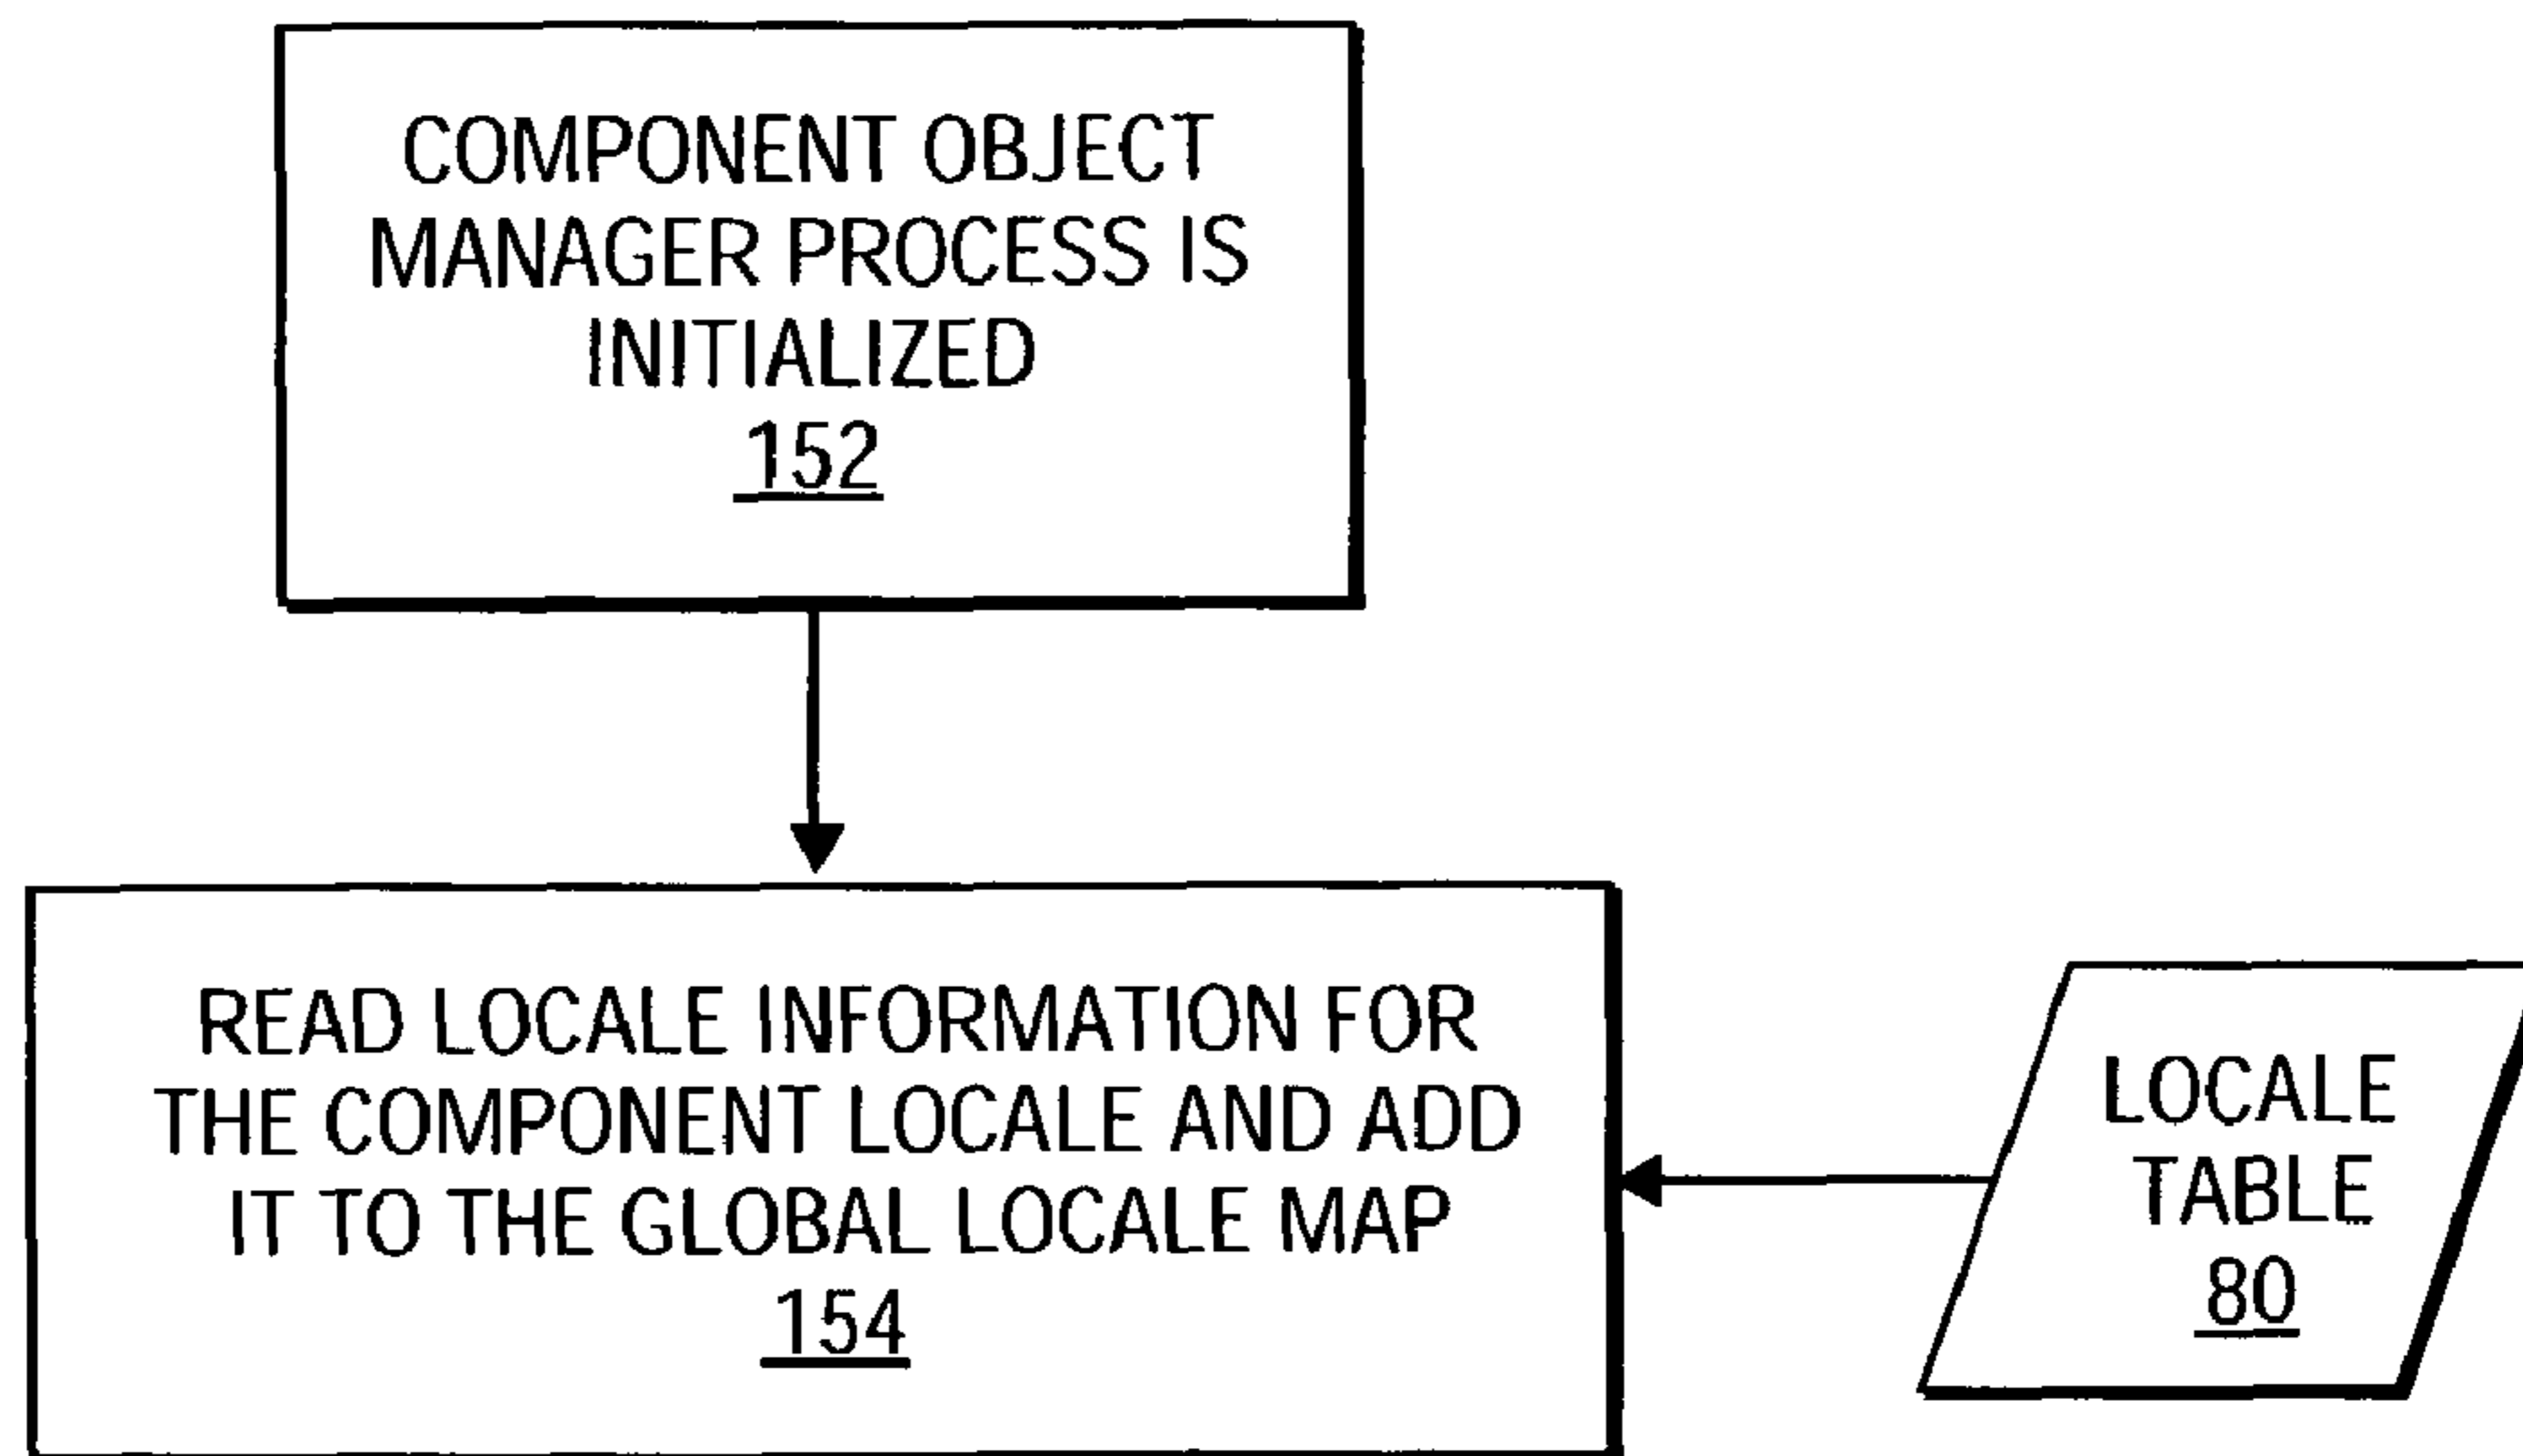 COMPONENT OBJECT
MANAGER PROCESS IS
INITIALIZED
152
READ LOCALE INFORMATION FOR
THE COMPONENT LOCALE AND ADD
IT TO THE GLOBAL LOCALE MAP
154
LOCALE
TABLE
80